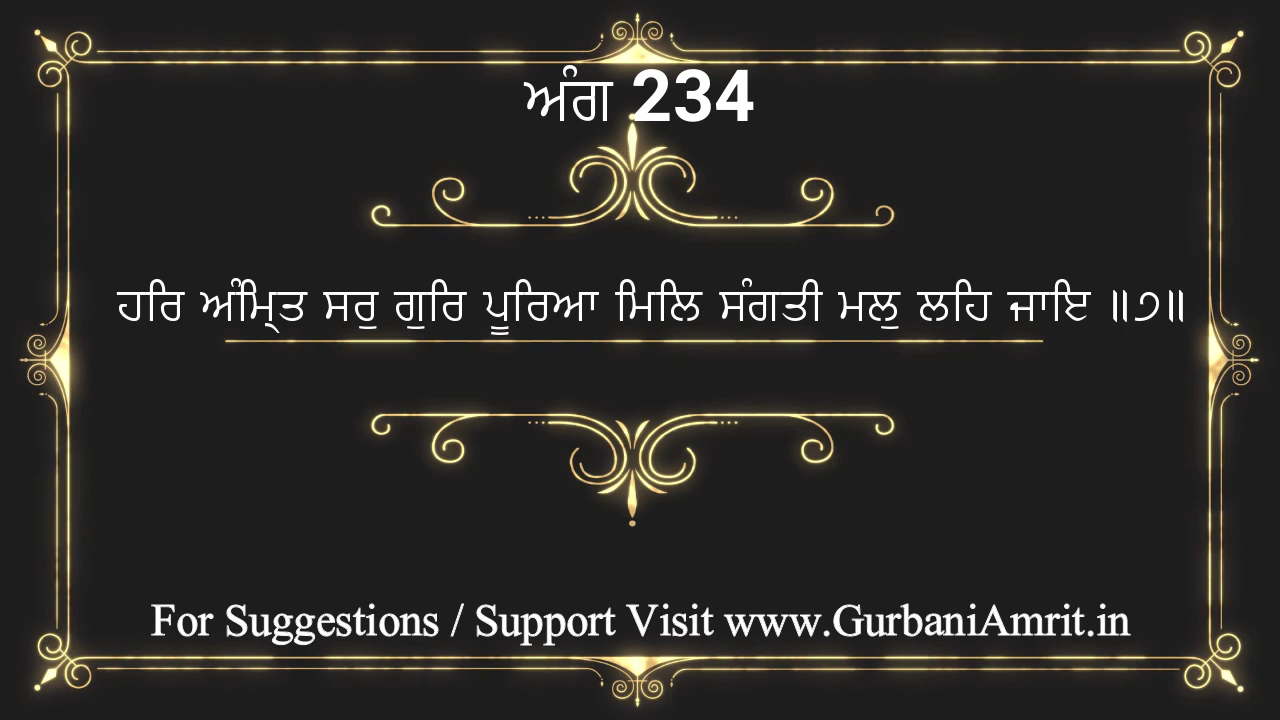 ਅੰਗ 234
ਹਰਿ ਅੰਮ੍ਰਿਤ ਸਰੁ ਗੁਰਿ ਪੂਰਿਆ ਮਿਲਿ ਸੰਗਤੀ ਮਲੁ ਲਹਿ ਜਾਇ ॥੭॥
For Suggestions / Support Visit www.GurbaniAmrit.in